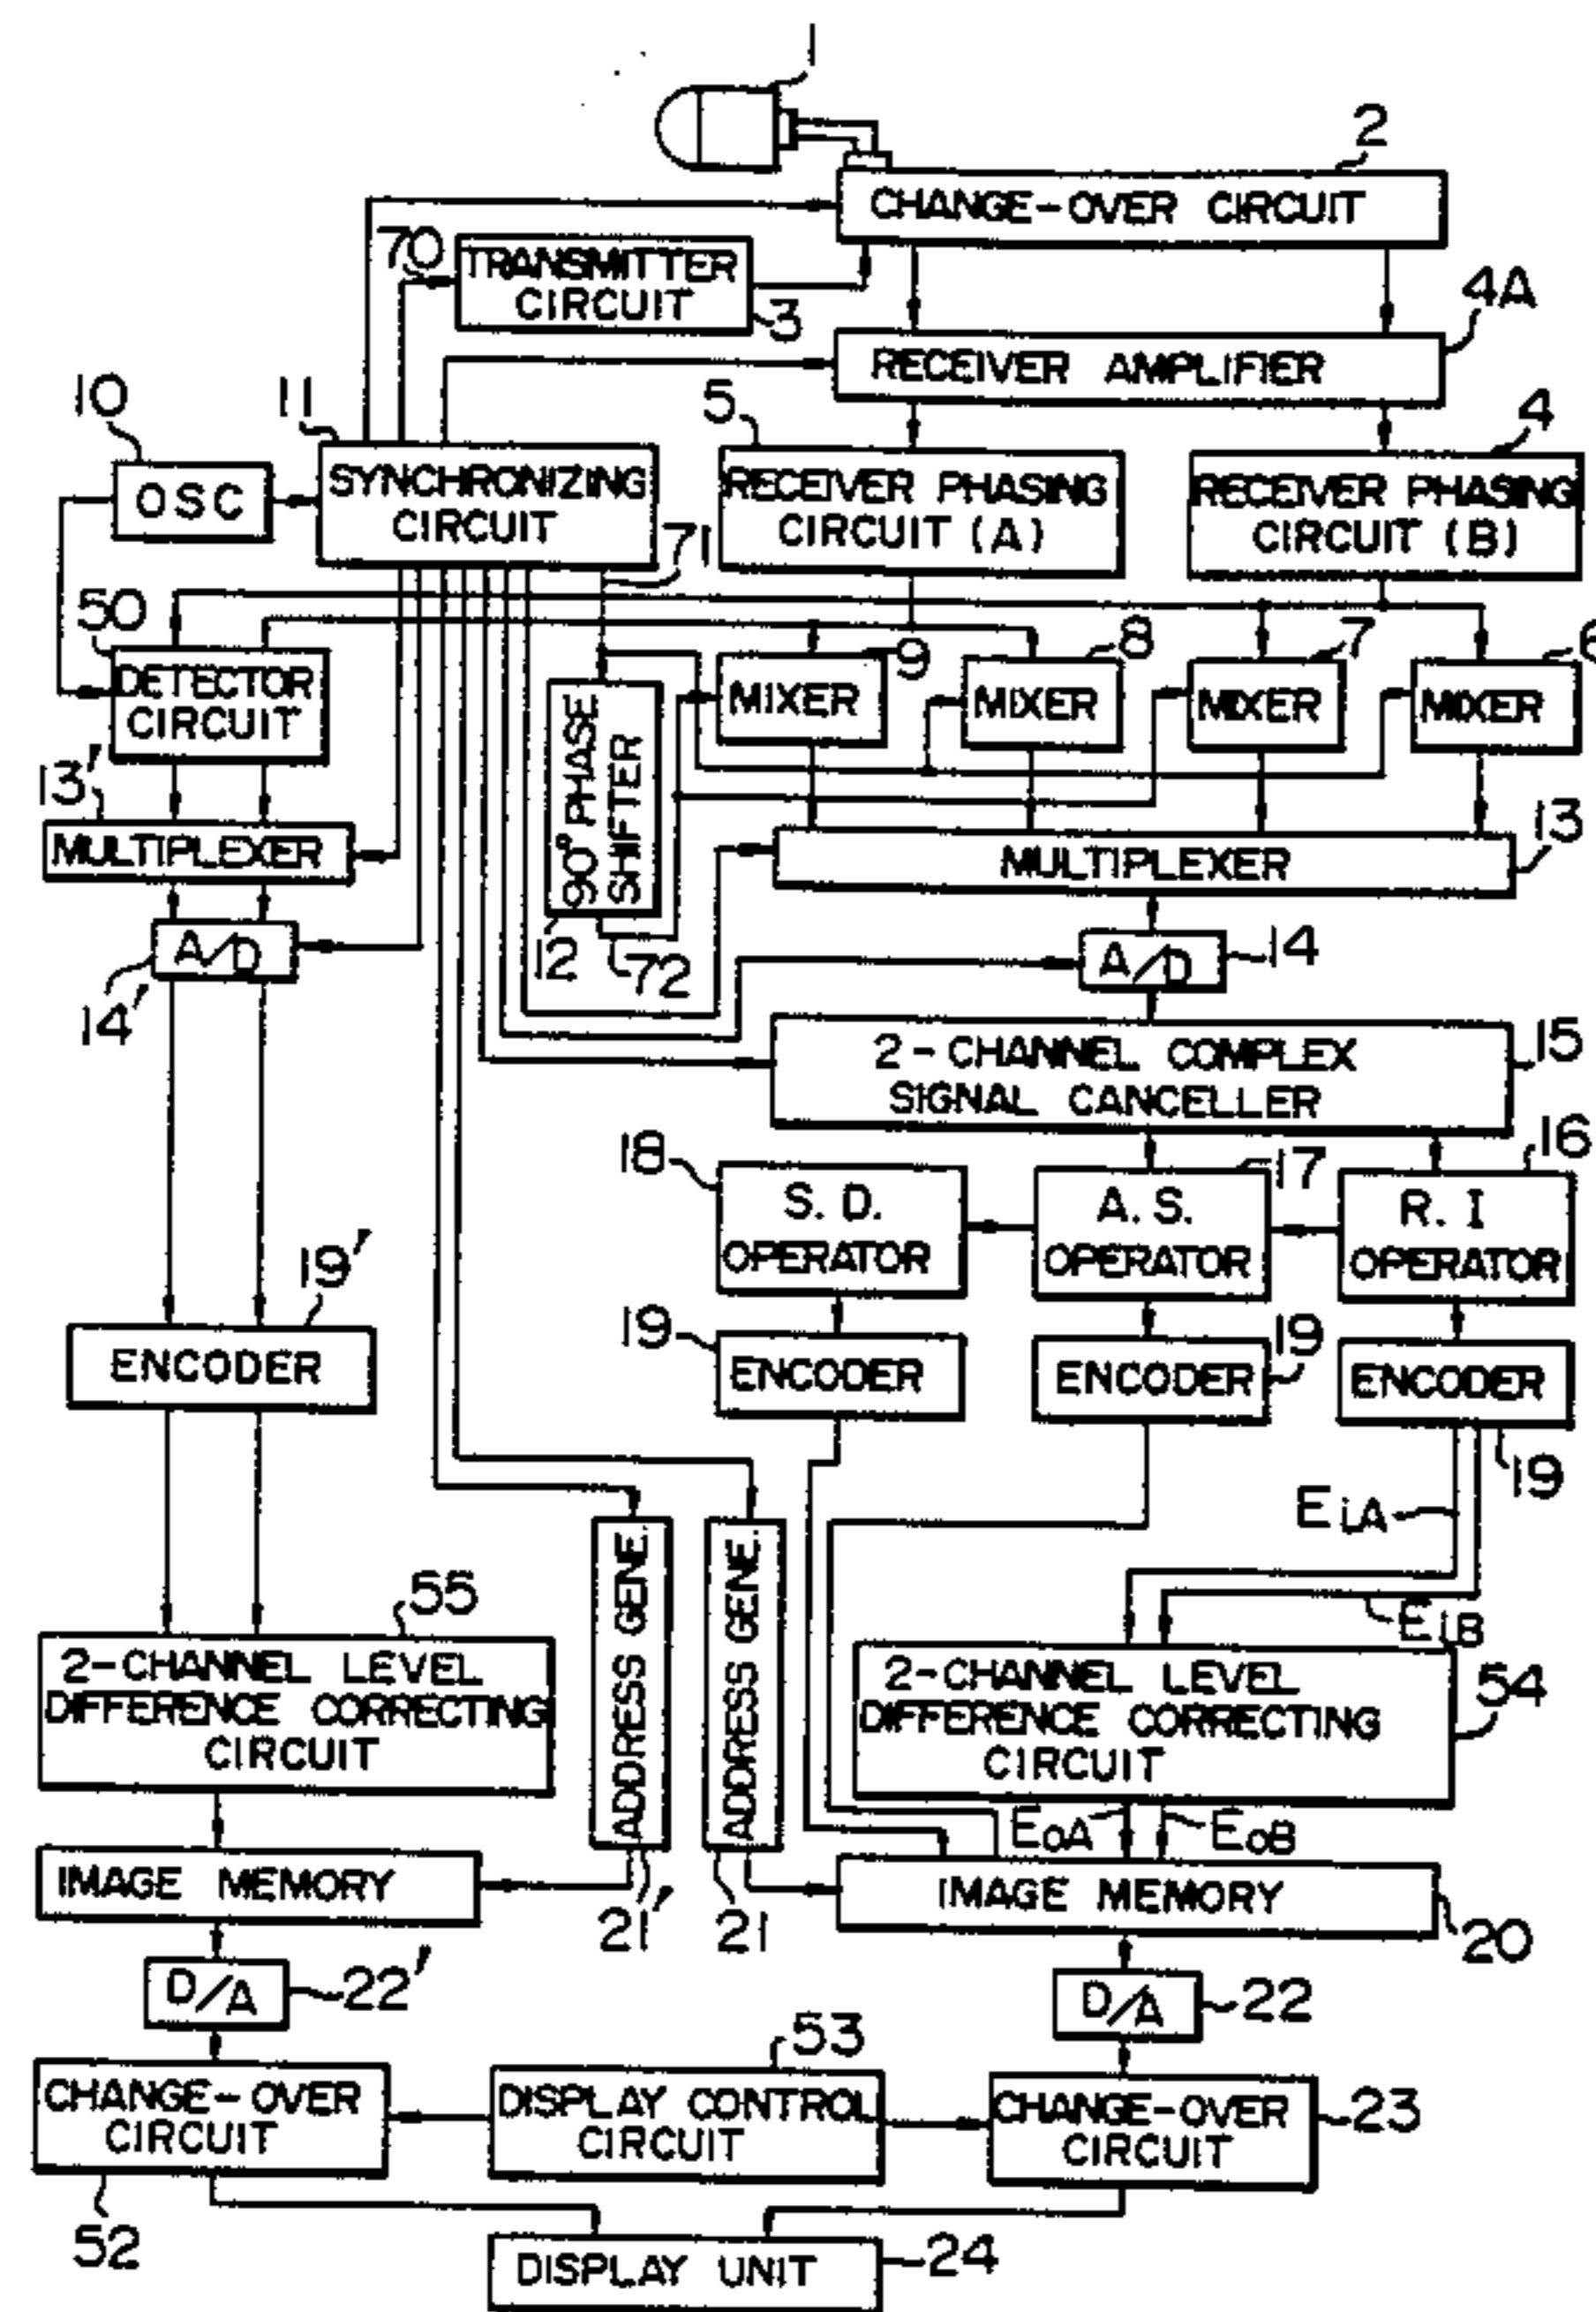 1
2
CHANGE-OVER CIRCUIT
70
TRANSMITTER
CIRCUIT
3
4A
RECEIVER AMPLIFIER
10
11
5
4
OSC
SYNCHRONIZING
CIRCUIT
71
RECEIVER PHASING
CIRCUIT (A)
RECEIVER PHASING
CIRCUIT (B)
50
DETECTOR
CIRCUIT
9
8
7
6
MIXER
MIXER
MIXER
MIXER
90° PHASE
SHIFTER
13'
MULTIPLEXER
13
MULTIPLEXER
12
72
A/D
14'
A/D
14
2-CHANNEL COMPLEX
SIGNAL CANCELLER
15
18
S. D.
OPERATOR
17
A. S.
OPERATOR
16
R. I
OPERATOR
19'
ENCODER
19
ENCODER
ENCODER
19
ENCODER
19
EiA
EiB
ADDRESS GENE.
ADDRESS GENE.
55
2-CHANNEL LEVEL
DIFFERENCE CORRECTING
CIRCUIT
2-CHANNEL LEVEL
DIFFERENCE CORRECTING
CIRCUIT
54
EoA
EoB
IMAGE MEMORY
21'
21
IMAGE MEMORY
20
D/A
22'
D/A
22
53
CHANGE-OVER
CIRCUIT
DISPLAY CONTROL
CIRCUIT
CHANGE-OVER
CIRCUIT
23
52
DISPLAY UNIT
24